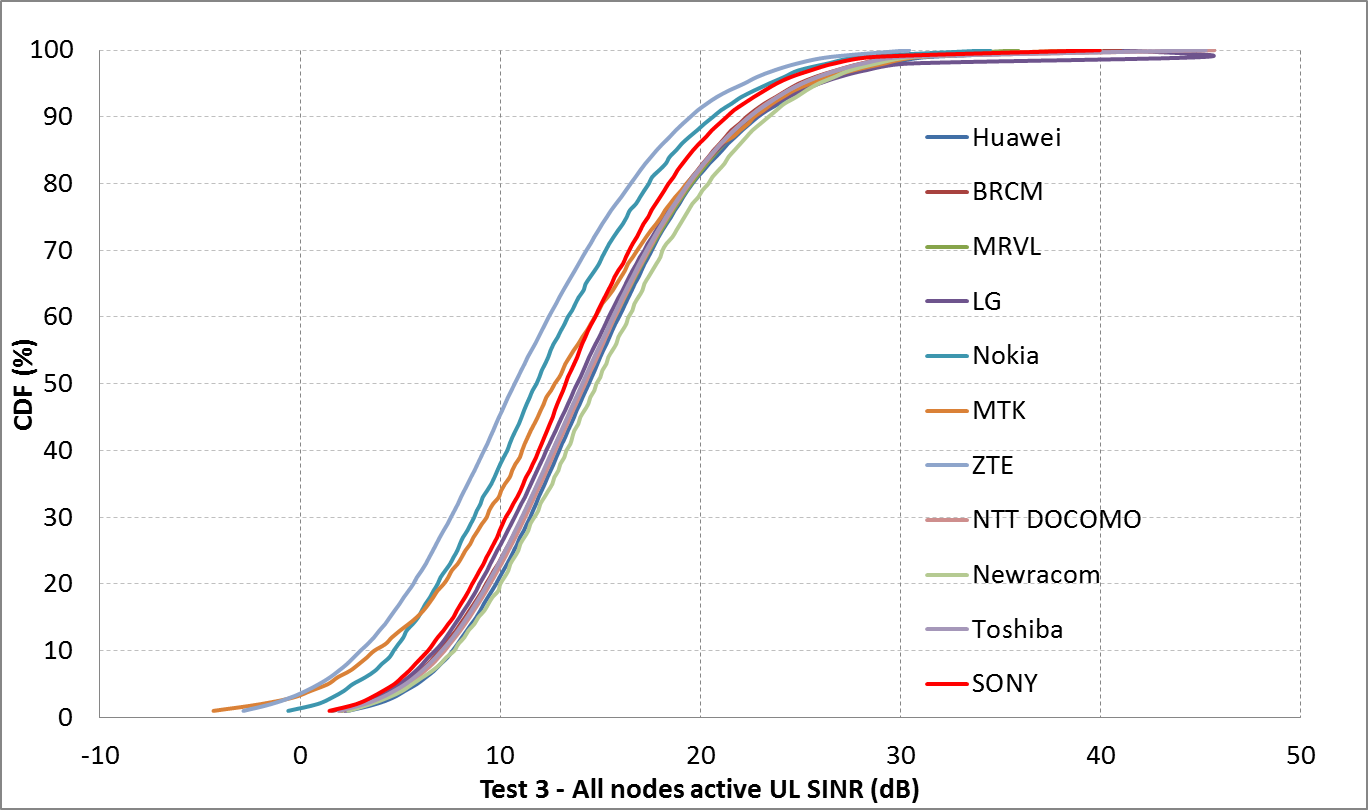 100
90
80
70
60
50
40
30
20
10
0
CDF (%)
Huawei
BRCM
MRVL
LG
Nokia
MTK
ZTE
NTT DOCOMO
Newracom
Toshiba
SONY
-10 0 10 20 30 40 50
Test 3 - All nodes active UL SINR (dB)